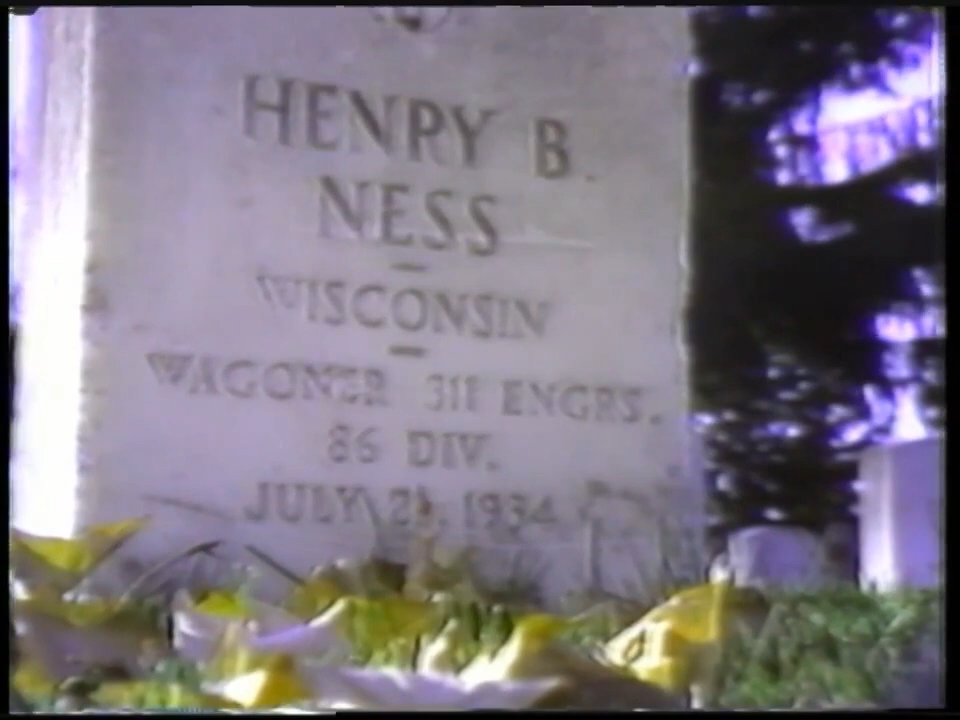 HENRY B.
NESS
WISCONSIN
WAGONER 311 ENGRS.
86 DIV.
JULY 1934